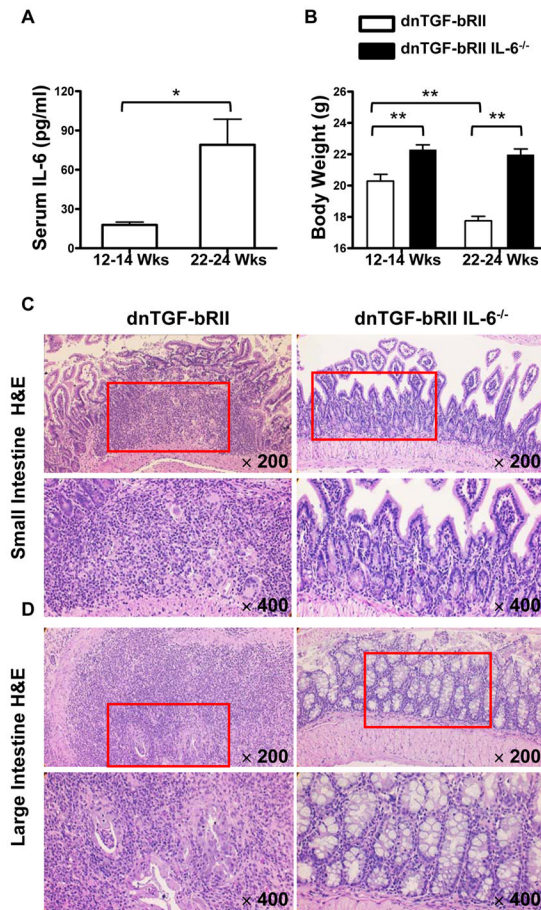 A
Serum IL-6 (pg/ml)
120
90
60
30
0
*
12-14 Wks
22-24 Wks
B
dnTGF-bRII
dnTGF-bRII IL-6-/-
Body Weight (g)
26
24
22
20
18
16
**
**
**
12-14 Wks
22-24 Wks
C
dnTGF-bRII
dnTGF-bRII IL-6-/-
Small Intestine H&E
× 200
× 200
× 400
× 400
D
Large Intestine H&E
× 200
× 200
× 400
× 400